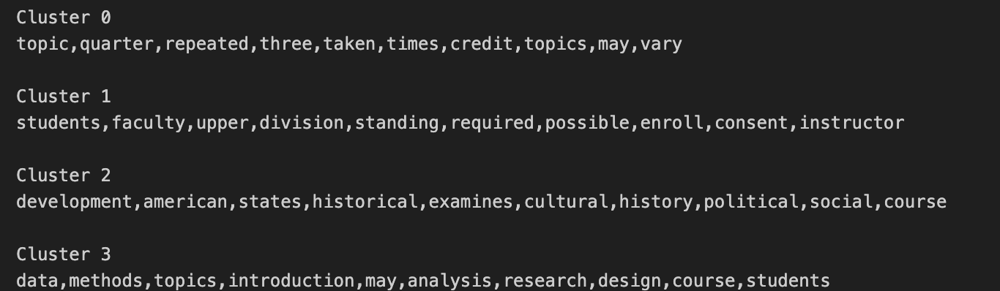 Cluster 0
topic,quarter,repeated,three,taken,times,credit,topics,may,vary
Cluster 1
students,faculty,upper,division,standing,required,possible,enroll,consent,instructor
Cluster 2
development,american,states,historical,examines,cultural,history,political,social,course
Cluster 3
data,methods,topics,introduction,may,analysis,research,design,course,students